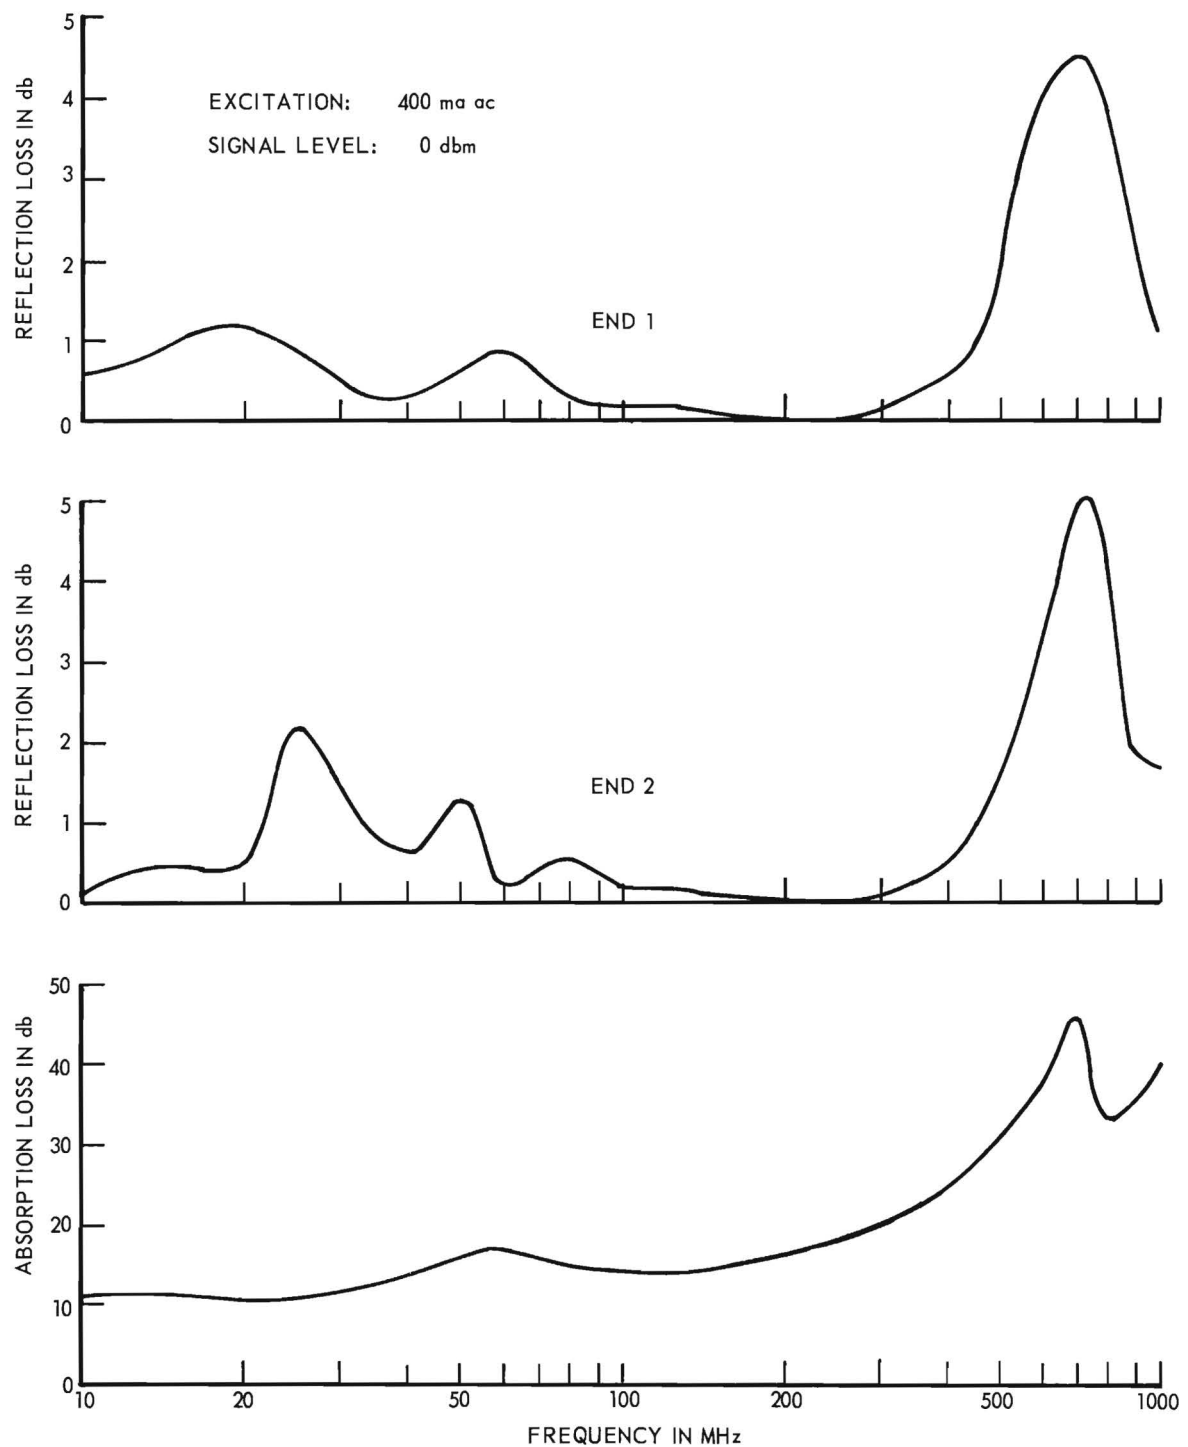 5
4
3
2
1
0
REFLECTION LOSS IN db
EXCITATION: 400 ma ac
SIGNAL LEVEL: 0 dbm
END 1
5
4
3
2
1
0
REFLECTION LOSS IN db
END 2
50
40
30
20
10
0
ABSORPTION LOSS IN db
10 20 50 100 200 500 1000
FREQUENCY IN MHz